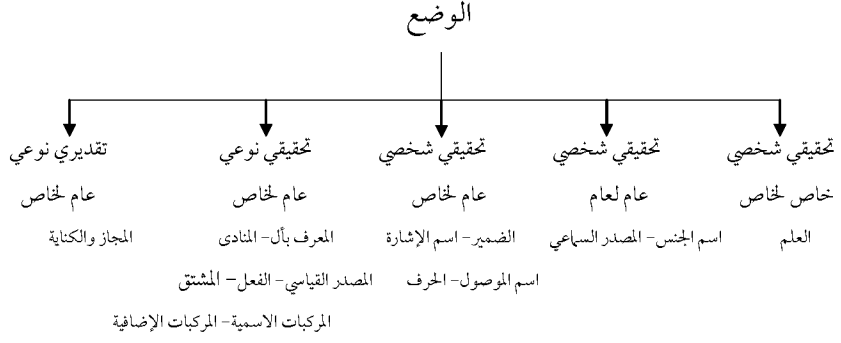 الوضع
تحقيقي شخصي تحقيقي شخصي تحقيقي شخصي تحقيقي نوعي تقديري نوعي
خاص لخاص عام لعام عام لخاص عام لخاص عام لخاص
العلم اسم الجنس- المصدر السماعي الضمير- اسم الإشارة المعرف بأل- المنادى المجاز والكناية
اسم الموصول- الحرف المصدر القياسي- الفعل– المشتق
المركبات الاسمية- المركبات الإضافية